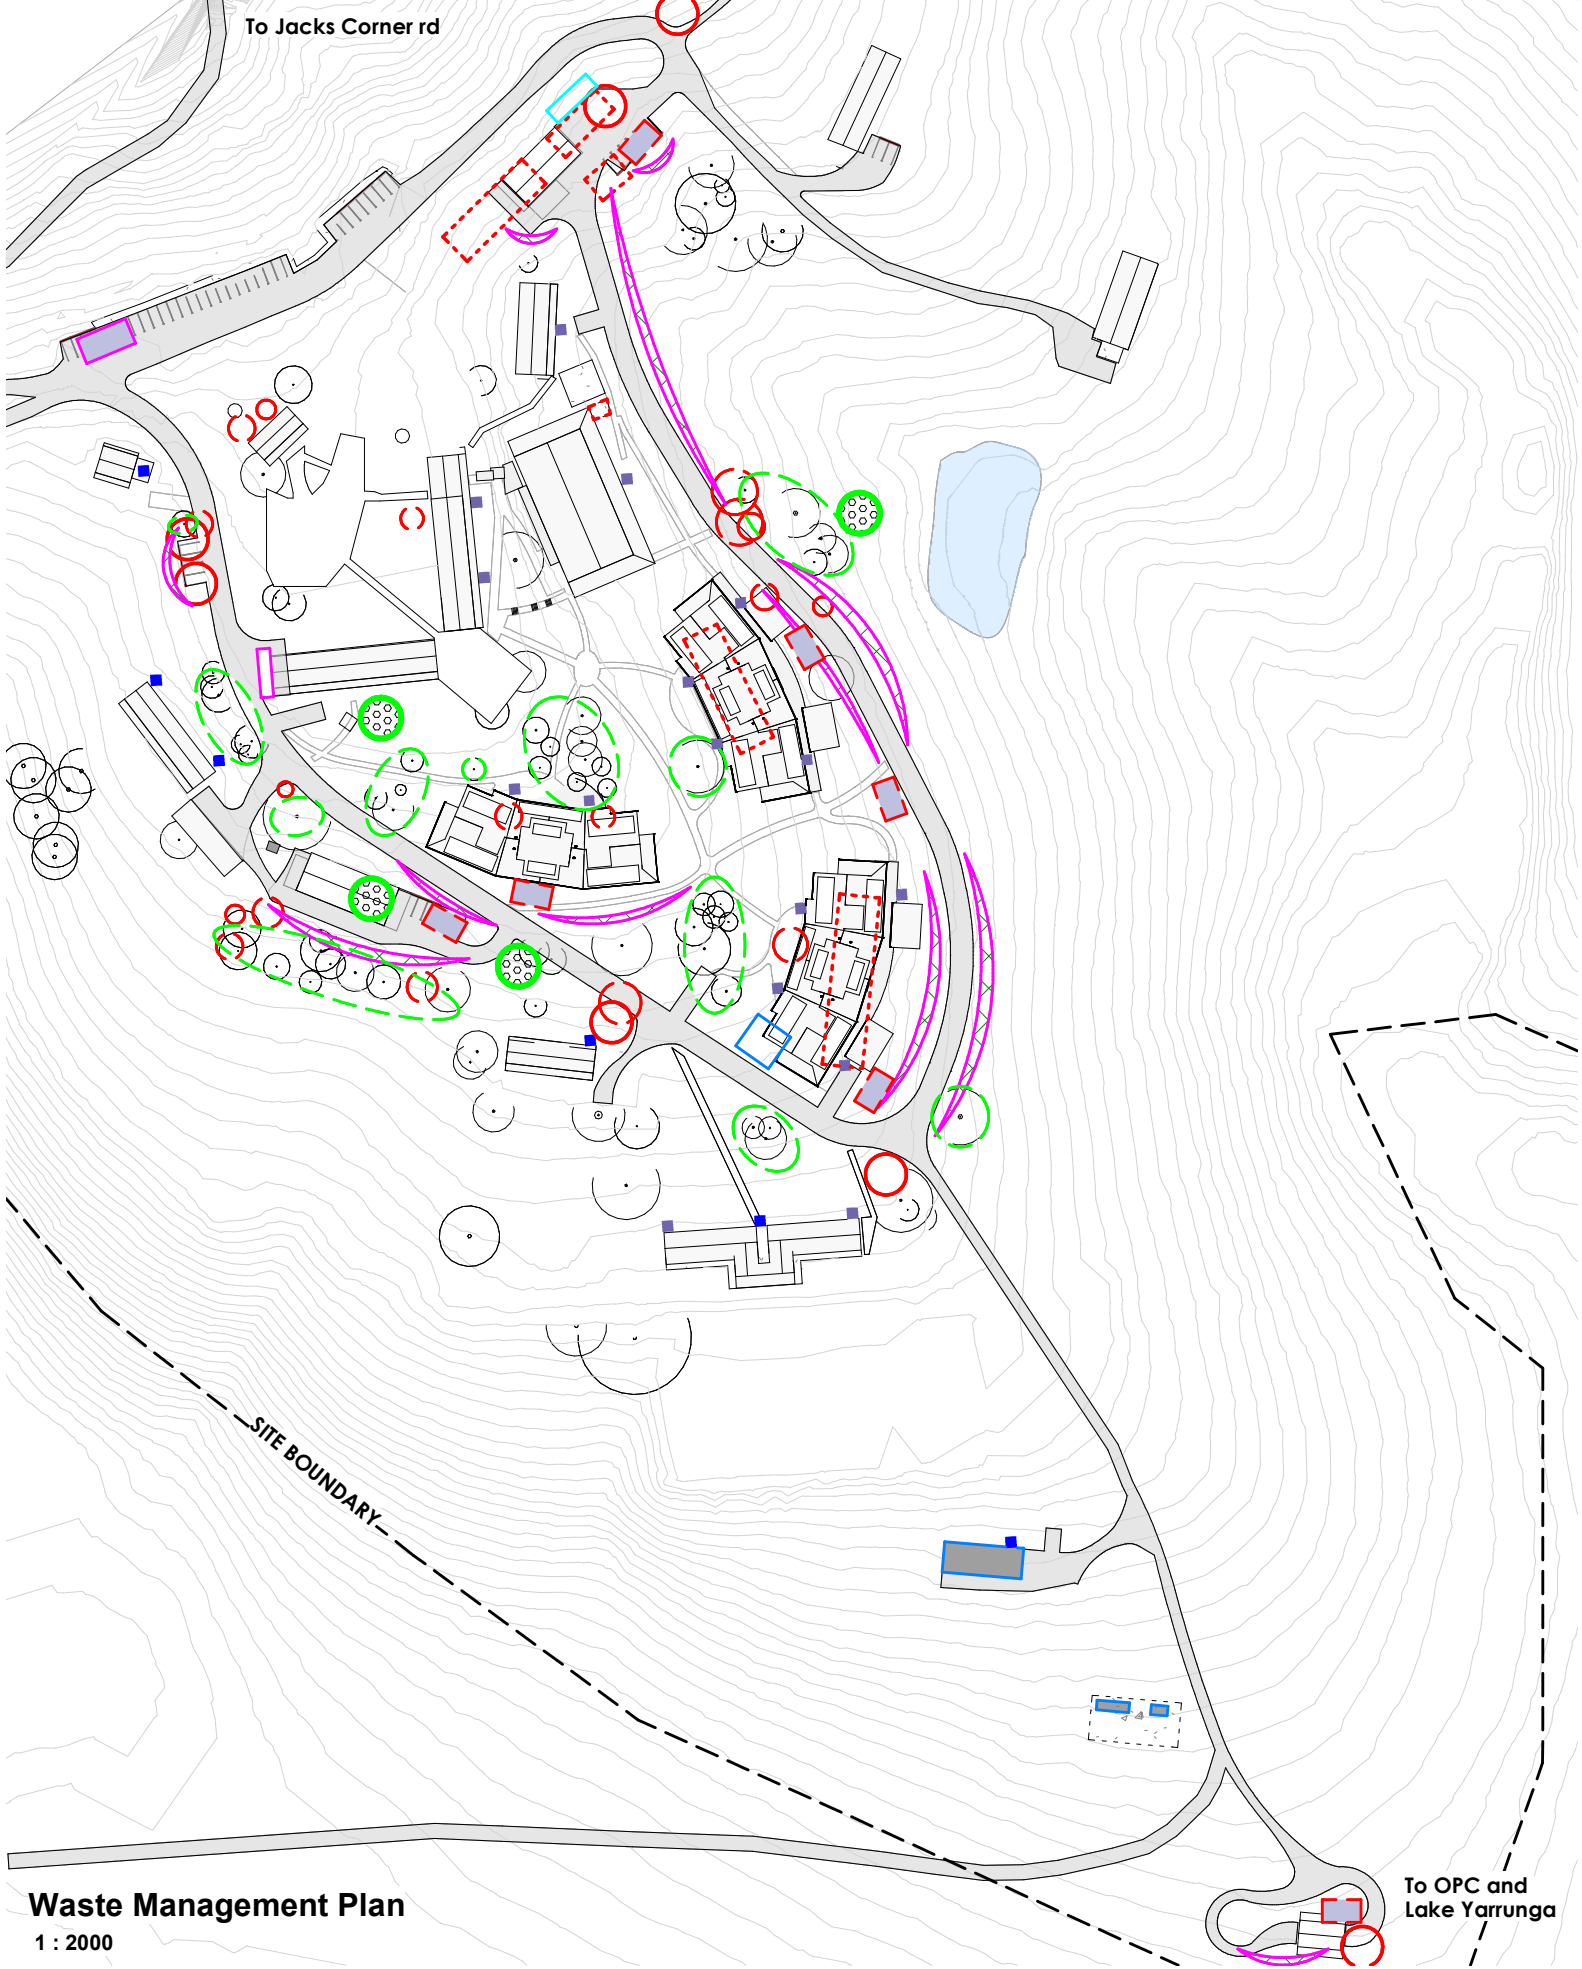 To Jacks Corner rd
SITE BOUNDARY
To OPC and
Lake Yarrunga
Waste Management Plan
1 : 2000